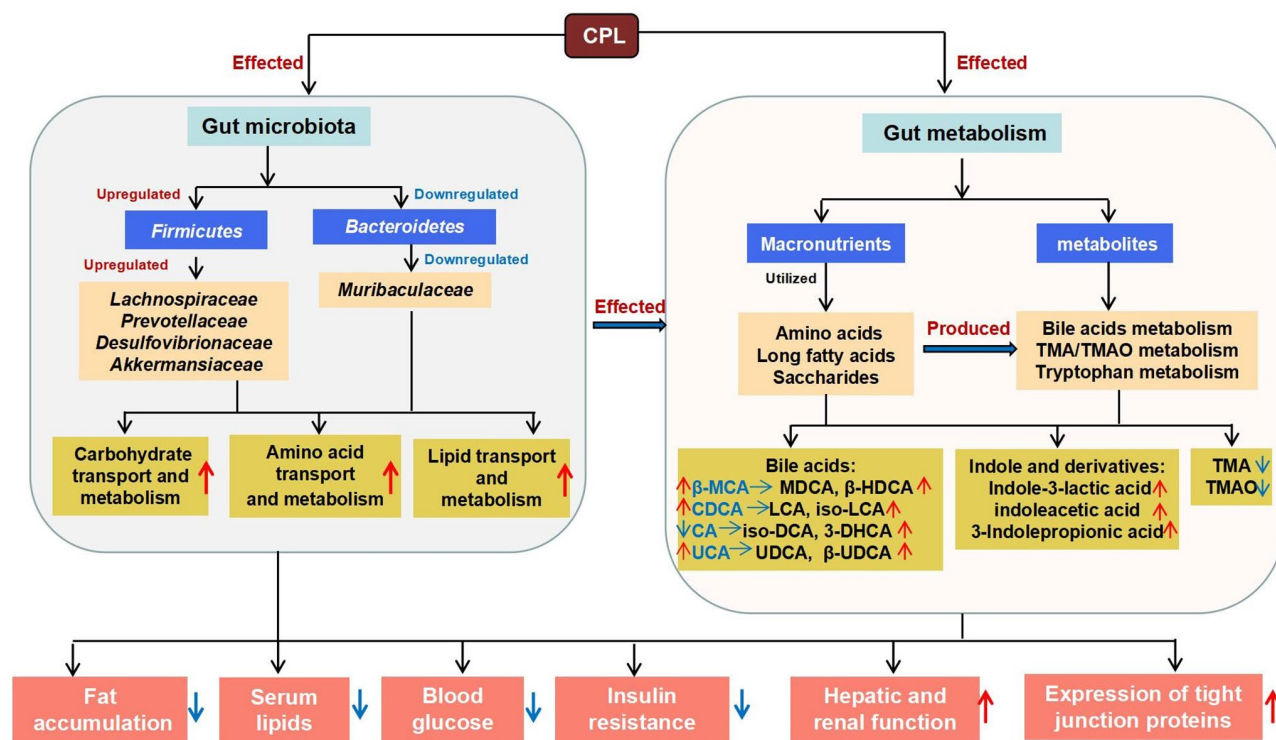 CPL
Effected
Effected
Gut microbiota
Upregulated
Downregulated
Firmicutes
Bacteroidetes
Upregulated
Downregulated
Lachnospiraceae
Prevotellaceae
Desulfovibrionaceae
Akkermansiaceae
Muribaculaceae
Carbohydrate
transport and
metabolism ↑
Amino acid
transport
and metabolism ↑
Lipid transport
and
metabolism ↑
Effected
Gut metabolism
Macronutrients
metabolites
Utilized
Amino acids
Long fatty acids
Saccharides
Produced
Bile acids metabolism
TMA/TMAO metabolism
Tryptophan metabolism
Bile acids:
↑β-MCA→ MDCA, β-HDCA ↑
↑CDCA→LCA, iso-LCA ↑
↓CA→iso-DCA, 3-DHCA ↑
↑UCA→UDCA, β-UDCA ↑
Indole and derivatives:
Indole-3-lactic acid ↑
indoleacetic acid ↑
3-Indolepropionic acid ↑
TMA ↓
TMAO ↓
Fat
accumulation ↓
Serum
lipids ↓
Blood
glucose ↓
Insulin
resistance ↓
Hepatic and
renal function ↑
Expression of tight
junction proteins ↑